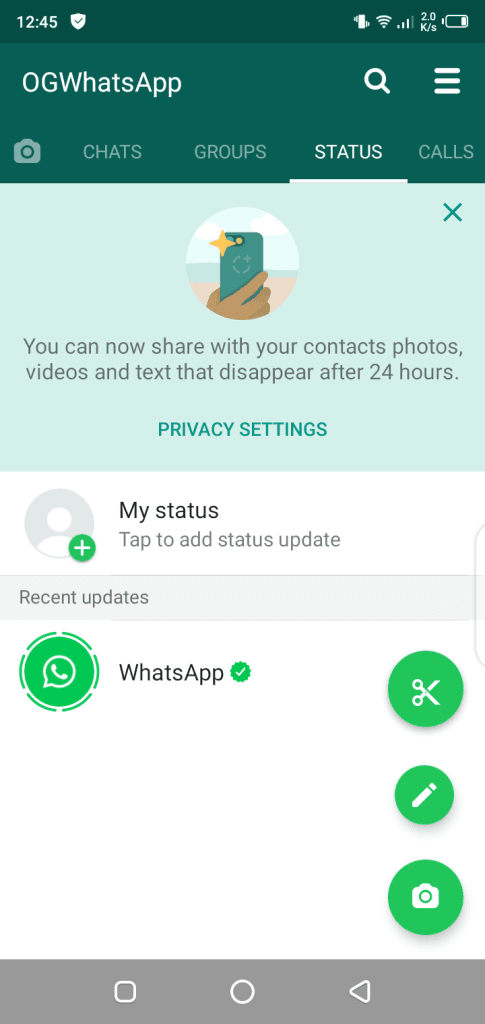 12:45
2.0
K/s
OGWhatsApp
CHATS GROUPS STATUS CALLS
You can now share with your contacts photos,
videos and text that disappear after 24 hours.
PRIVACY SETTINGS
My status
Tap to add status update
Recent updates
WhatsApp